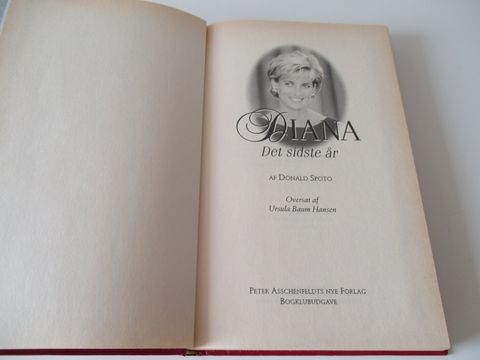 DIANA
Det sidste år
AF DONALD SPOTO
Oversat af
Ursula Baum Hansen
PETER ASSCHENFELDTS NYE FORLAG
BOGKLUBUDGAVE